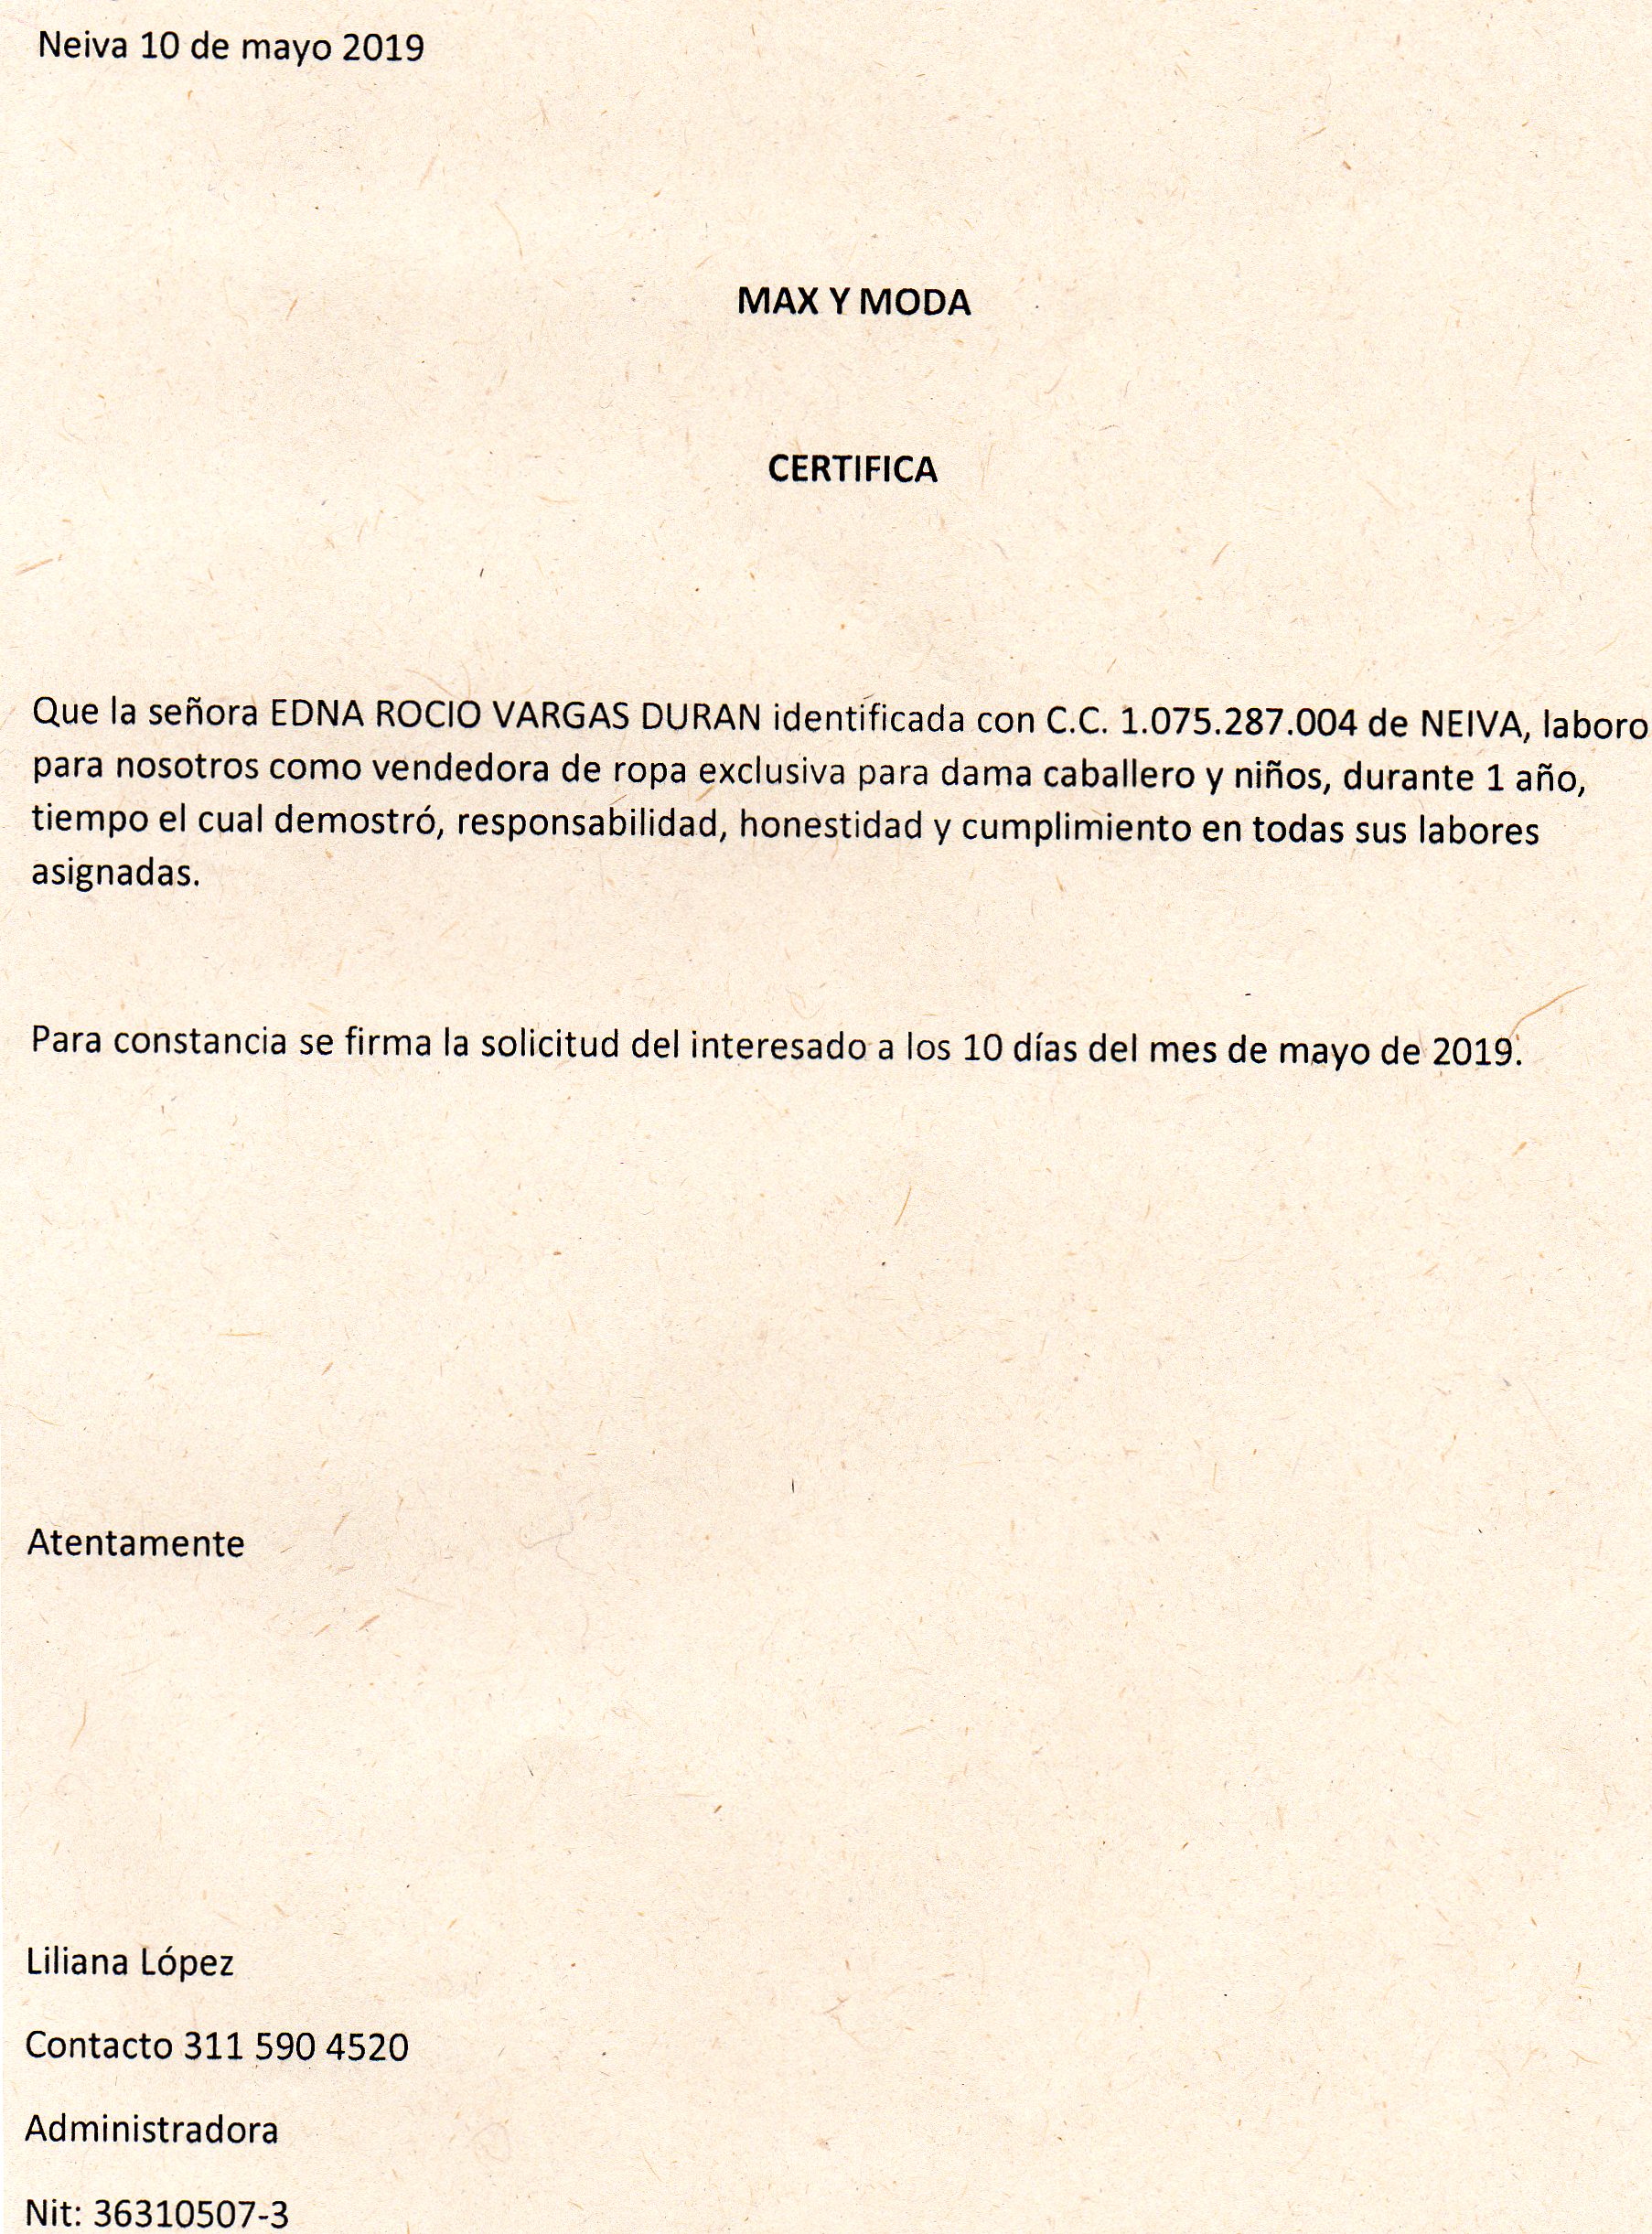 Neiva 10 de mayo 2019
MAX Y MODA
CERTIFICA
Que la señora EDNA ROCIO VARGAS DURAN identificada con C.C. 1.075.287.004 de NEIVA, laboro
para nosotros como vendedora de ropa exclusiva para dama caballero y niños, durante 1 año,
tiempo el cual demostró, responsabilidad, honestidad y cumplimiento en todas sus labores
asignadas.
Para constancia se firma la solicitud del interesado a los 10 días del mes de mayo de 2019.
Atentamente
Liliana López
Contacto 311 590 4520
Administradora
Nit: 36310507-3